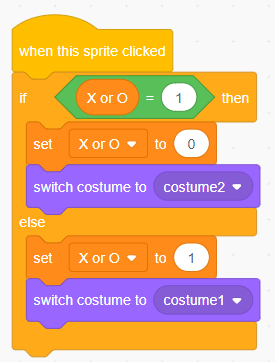 when this sprite clicked
if X or O = 1 then
set X or O to 0
switch costume to costume2
else
set X or O to 1
switch costume to costume1